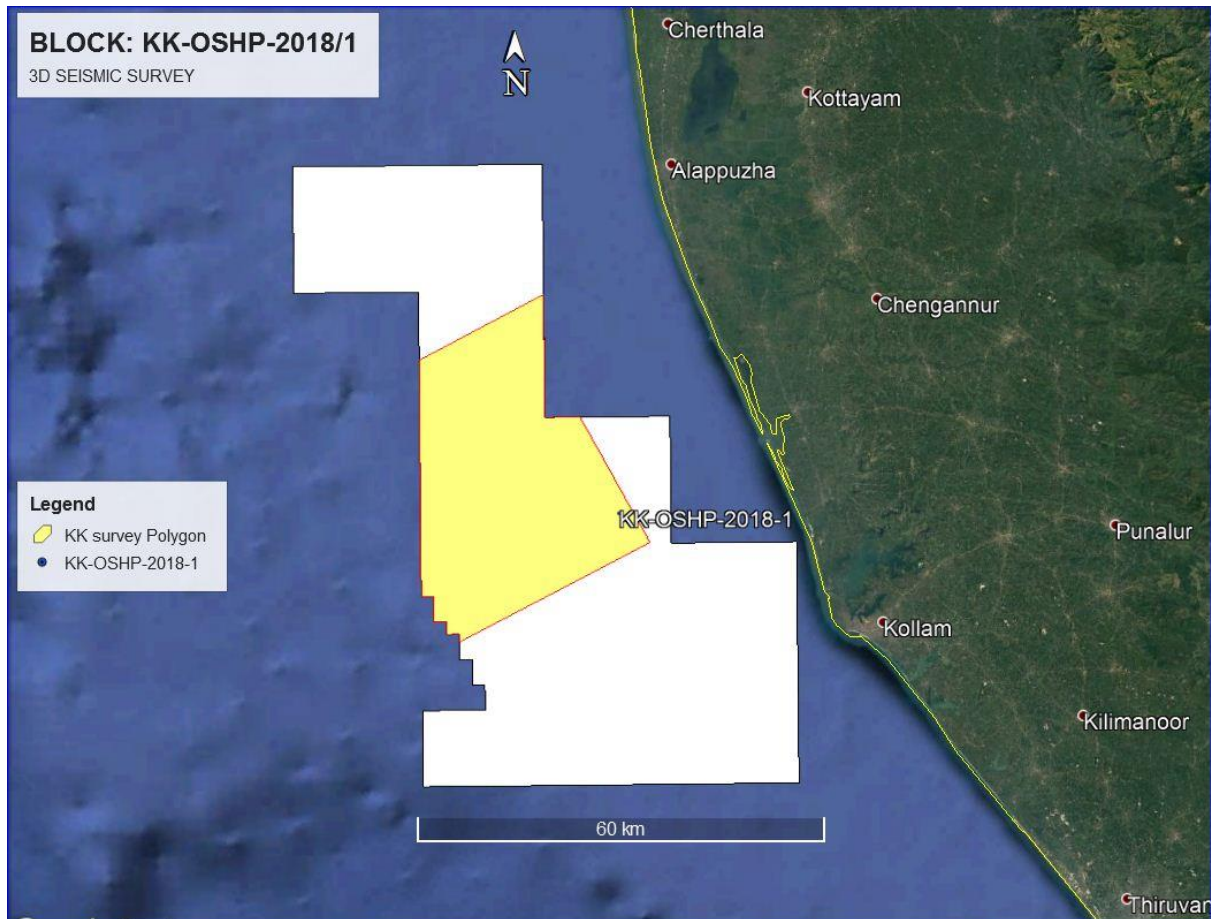 BLOCK: KK-OSHP-2018/1
3D SEISMIC SURVEY
N
Cherthala
Kottayam
Alappuzha
Chengannur
KK-OSHP-2018-1
Punalur
Legend
KK survey Polygon
KK-OSHP-2018-1
Kollam
Kilimanoor
60 km
Thiruvan